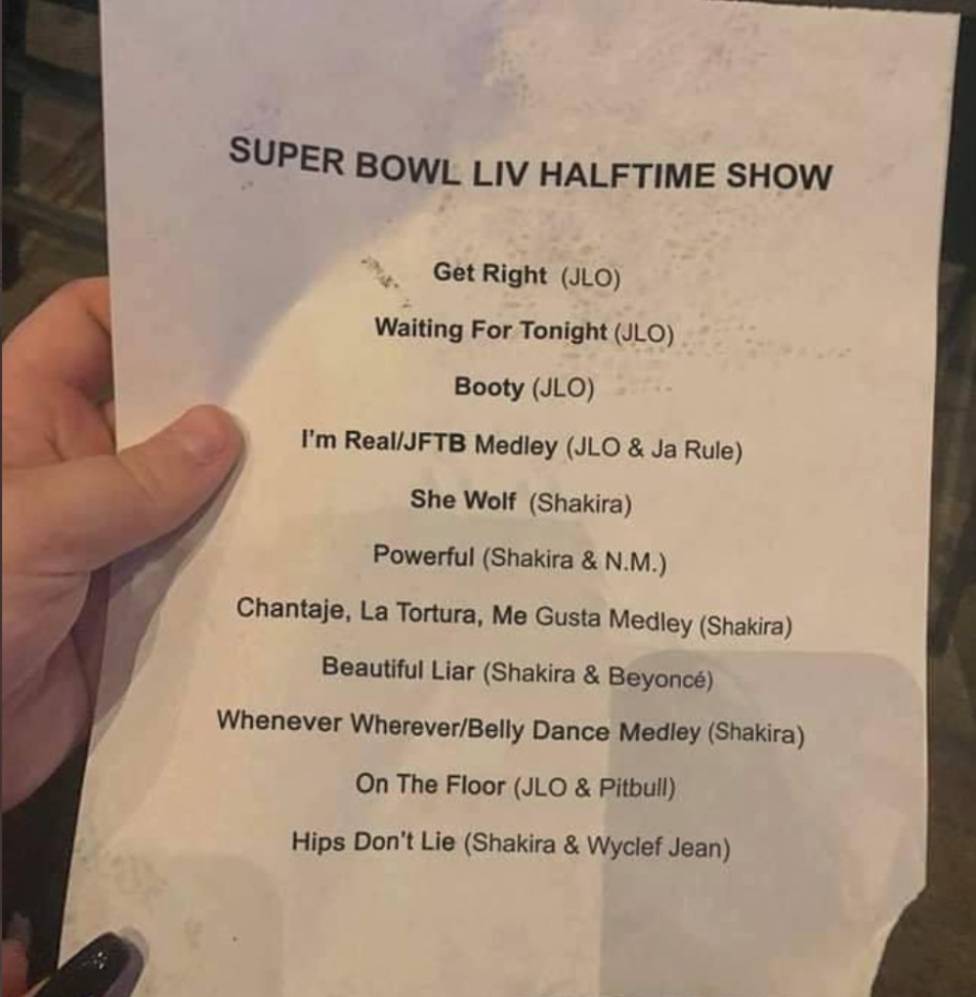 SUPER BOWL LIV HALFTIME SHOW
Get Right (JLO)
Waiting For Tonight (JLO)
Booty (JLO)
I'm Real/JFTB Medley (JLO & Ja Rule)
She Wolf (Shakira)
Powerful (Shakira & N.M.)
Chantaje, La Tortura, Me Gusta Medley (Shakira)
Beautiful Liar (Shakira & Beyoncé)
Whenever Wherever/Belly Dance Medley (Shakira)
On The Floor (JLO & Pitbull)
Hips Don't Lie (Shakira & Wyclef Jean)